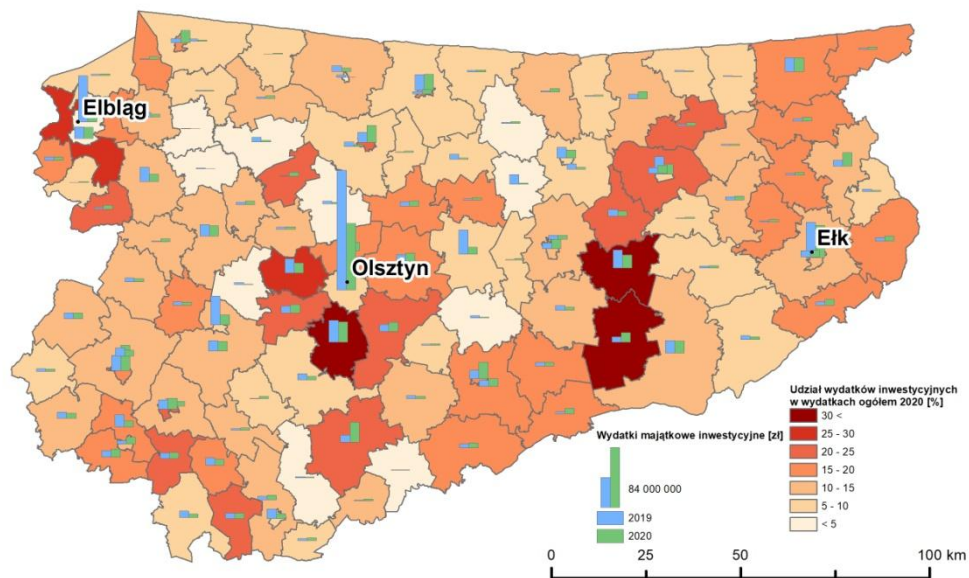 Elbląg
Olsztyn
Ełk
Udział wydatków inwestycyjnych
w wydatkach ogółem 2020 [%]
30 <
25 - 30
20 - 25
15 - 20
10 - 15
5 - 10
< 5
Wydatki majątkowe inwestycyjne [zł]
84 000 000
2019
2020
0 25 50 100 km